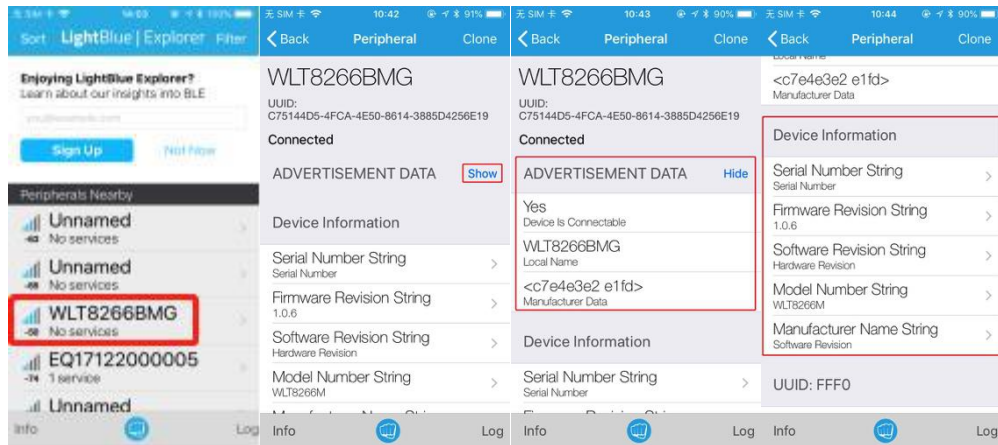 无SIM卡
Sort LightBlue | Explorer Filter
Enjoying LightBlue Explorer?
Learn about our insights into BLE
Sign Up Not Now
Peripherals Nearby
Unnamed
No services
Unnamed
No services
WLT8266BMG
No services
EQ17122000005
-74 1 service
Unnamed
Info Log
无SIM卡 10:42 91%
Back Peripheral Clone
WLT8266BMG
UUID:
C75144D5-4FCA-4E50-8614-3885D4256E19
Connected
ADVERTISEMENT DATA Show
Device Information
Serial Number String
Serial Number
Firmware Revision String
1.0.6
Software Revision String
Hardware Revision
Model Number String
WLT8266M
Info Log
无SIM卡 10:43 90%
Back Peripheral Clone
WLT8266BMG
UUID:
C75144D5-4FCA-4E50-8614-3885D4256E19
Connected
ADVERTISEMENT DATA Hide
Yes
Device Is Connectable
WLT8266BMG
Local Name
<c7e4e3e2 e1fd>
Manufacturer Data
Device Information
Serial Number String
Serial Number
Info Log
无SIM卡 10:44 90%
Back Peripheral Clone
Local Name
<c7e4e3e2 e1fd>
Manufacturer Data
Device Information
Serial Number String
Serial Number
Firmware Revision String
1.0.6
Software Revision String
Hardware Revision
Model Number String
WLT8266M
Manufacturer Name String
Software Revision
UUID: FFF0
Info Log